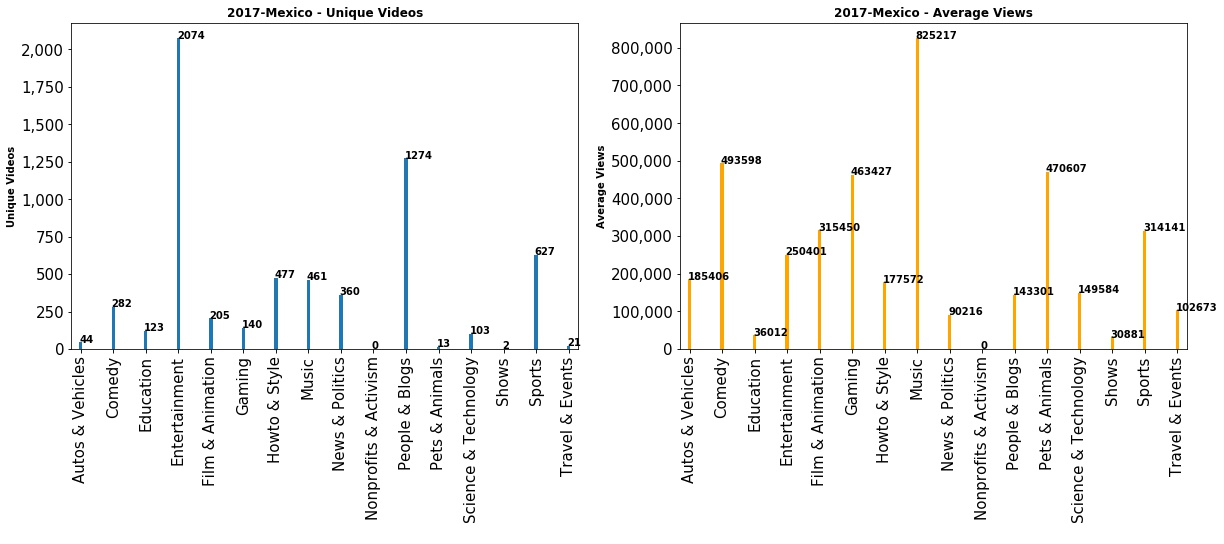 2017-Mexico - Unique Videos
Unique Videos
2,000
1,750
1,500
1,250
1,000
750
500
250
0
44
282
123
2074
205
140
477
461
360
0
1274
13
103
2
627
21
Autos & Vehicles
Comedy
Education
Entertainment
Film & Animation
Gaming
Howto & Style
Music
News & Politics
Nonprofits & Activism
People & Blogs
Pets & Animals
Science & Technology
Shows
Sports
Travel & Events
2017-Mexico - Average Views
Average Views
800,000
700,000
600,000
500,000
400,000
300,000
200,000
100,000
0
185406
493598
36012
250401
315450
463427
177572
825217
90216
0
143301
470607
149584
30881
314141
102673
Autos & Vehicles
Comedy
Education
Entertainment
Film & Animation
Gaming
Howto & Style
Music
News & Politics
Nonprofits & Activism
People & Blogs
Pets & Animals
Science & Technology
Shows
Sports
Travel & Events